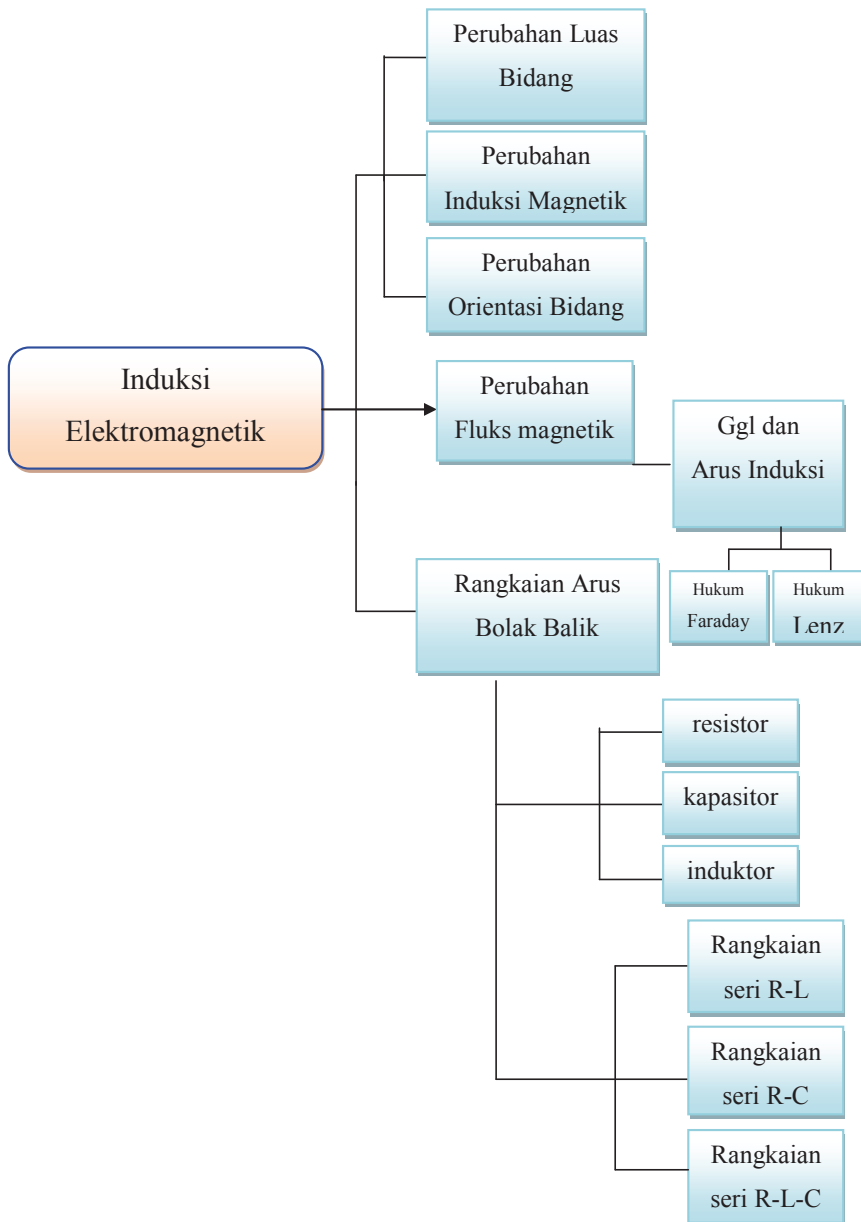 Perubahan Luas
Bidang
Perubahan
Induksi Magnetik
Perubahan
Orientasi Bidang
Induksi
Elektromagnetik
Perubahan
Fluks magnetik
Ggl dan
Arus Induksi
Hukum
Faraday
Hukum
Lenz
Rangkaian Arus
Bolak Balik
resistor
kapasitor
induktor
Rangkaian
seri R-L
Rangkaian
seri R-C
Rangkaian
seri R-L-C